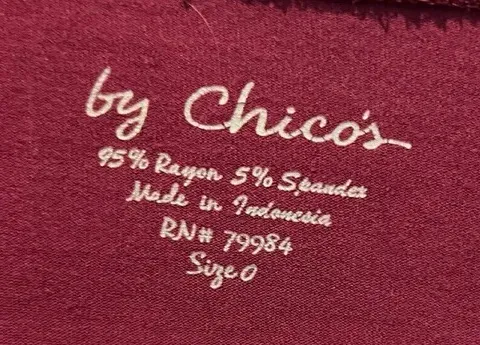 by Chico's
95% Rayon 5% Spandex
Made in Indonesia
RN# 79984
Size 0